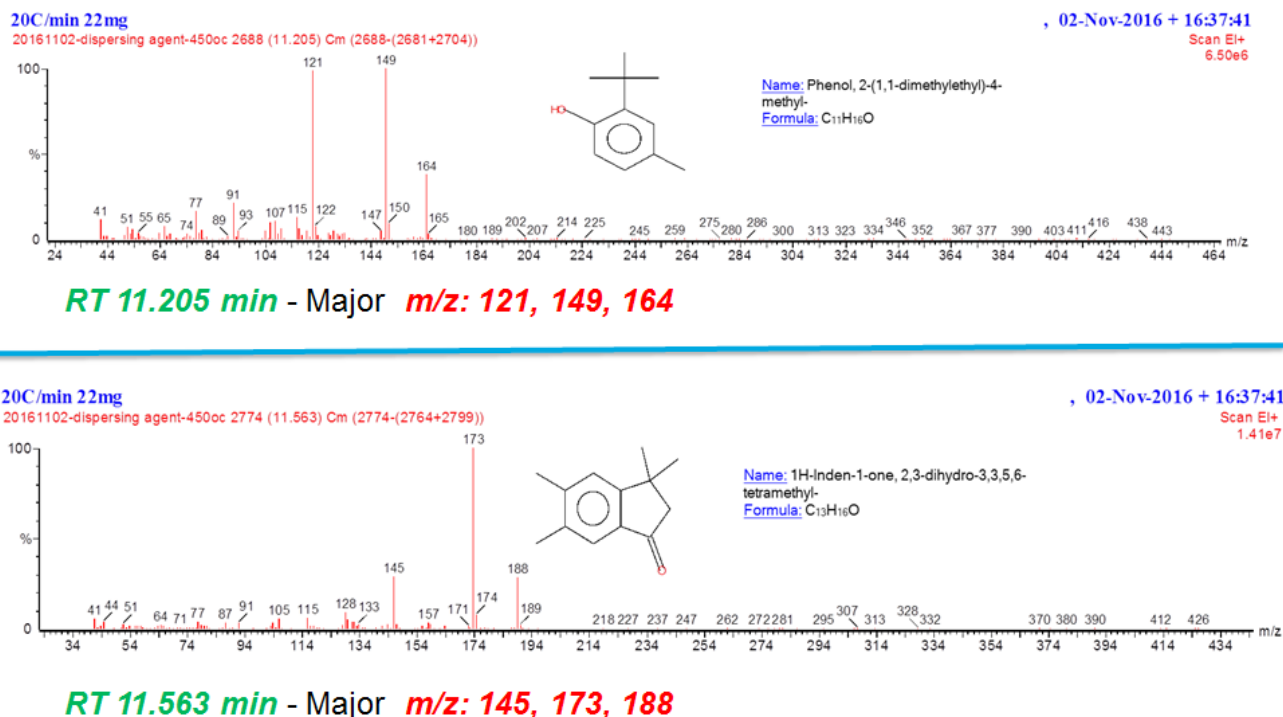 20C/min 22mg
, 02-Nov-2016 + 16:37:41
20161102-dispersing agent-450oc 2688 (11.205) Cm (2688-(2681+2704))
Scan EI+
6.50e6
100
%
0
41 51 55 65 74 77 89 91 93 107 115 121 122 147 149 150 164 165 180 189 202 207 214 225 245 259 275 280 286 300 313 323 334 346 352 367 377 390 403 411 416 438 443
HO
Name: Phenol, 2-(1,1-dimethylethyl)-4-
methyl-
Formula: C₁₁H₁₆O
24 44 64 84 104 124 144 164 184 204 224 244 264 284 304 324 344 364 384 404 424 444 464 m/z
RT 11.205 min - Major m/z: 121, 149, 164
20C/min 22mg
, 02-Nov-2016 + 16:37:41
20161102-dispersing agent-450oc 2774 (11.563) Cm (2774-(2764+2799))
Scan EI+
1.41e7
100
%
0
41 44 51 64 71 77 87 91 105 115 128 133 145 157 171 173 174 188 189 218 227 237 247 262 272 281 295 307 313 328 332 370 380 390 412 426
O
Name: 1H-Inden-1-one, 2,3-dihydro-3,3,5,6-
tetramethyl-
Formula: C₁₃H₁₆O
34 54 74 94 114 134 154 174 194 214 234 254 274 294 314 334 354 374 394 414 434 m/z
RT 11.563 min - Major m/z: 145, 173, 188